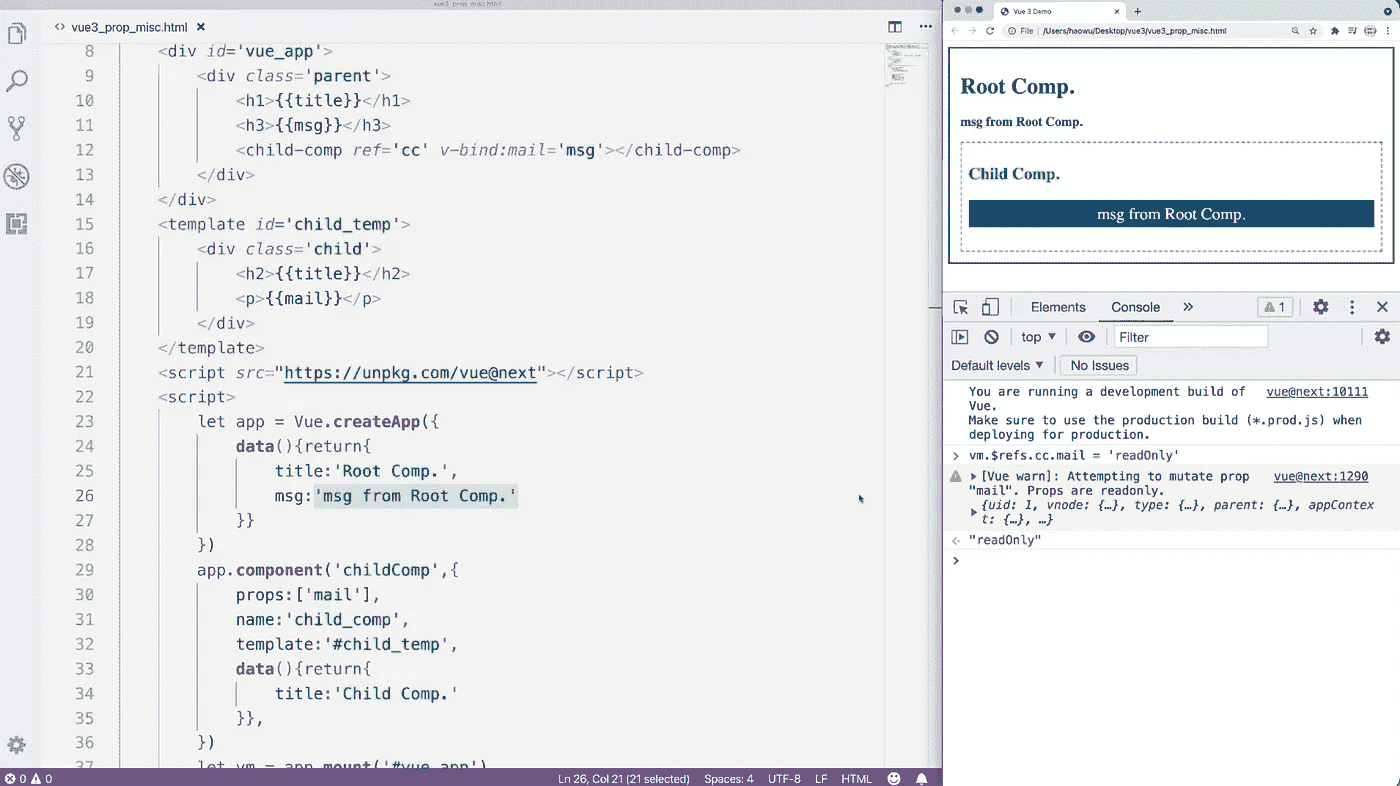 vue3_prop_misc.html
<> vue3_prop_misc.html ×
8 <div id='vue_app'>
9 <div class='parent'>
10 <h1>{{title}}</h1>
11 <h3>{{msg}}</h3>
12 <child-comp ref='cc' v-bind:mail='msg'></child-comp>
13 </div>
14 </div>
15 <template id='child_temp'>
16 <div class='child'>
17 <h2>{{title}}</h2>
18 <p>{{mail}}</p>
19 </div>
20 </template>
21 <script src="https://unpkg.com/vue@next"></script>
22 <script>
23 let app = Vue.createApp({
24 data(){return{
25 title:'Root Comp.',
26 msg:'msg from Root Comp.'
27 }}
28 })
29 app.component('childComp',{
30 props:['mail'],
31 name:'child_comp',
32 template:'#child_temp',
33 data(){return{
34 title:'Child Comp.'
35 }},
36 })
37 let vm = app.mount('#vue_app')
0 0
Ln 26, Col 21 (21 selected) Spaces: 4 UTF-8 LF HTML
Vue 3 Demo
File /Users/haowu/Desktop/vue3/vue3_prop_misc.html
Root Comp.
msg from Root Comp.
Child Comp.
msg from Root Comp.
Elements Console » 1
top Filter
Default levels No Issues
You are running a development build of vue@next:10111
Vue.
Make sure to use the production build (*.prod.js) when
deploying for production.
> vm.$refs.cc.mail = 'readOnly'
[Vue warn]: Attempting to mutate prop vue@next:1290
"mail". Props are readonly.
{uid: 1, vnode: {…}, type: {…}, parent: {…}, appContex
t: {…}, …}
"readOnly"
>